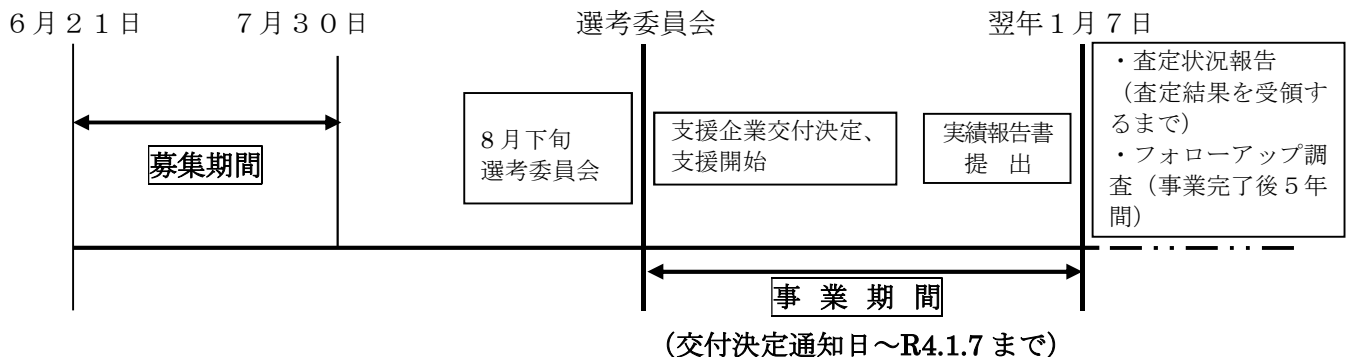 ６月２１日
７月３０日
選考委員会
翌年１月７日
募集期間
８月下旬
選考委員会
支援企業交付決定、
支援開始
実績報告書
提　出
・査定状況報告
（査定結果を受領す
るまで）
・フォローアップ調
査（事業完了後５年
間）
事　業　期　間
（交付決定通知日～R4.1.7 まで）